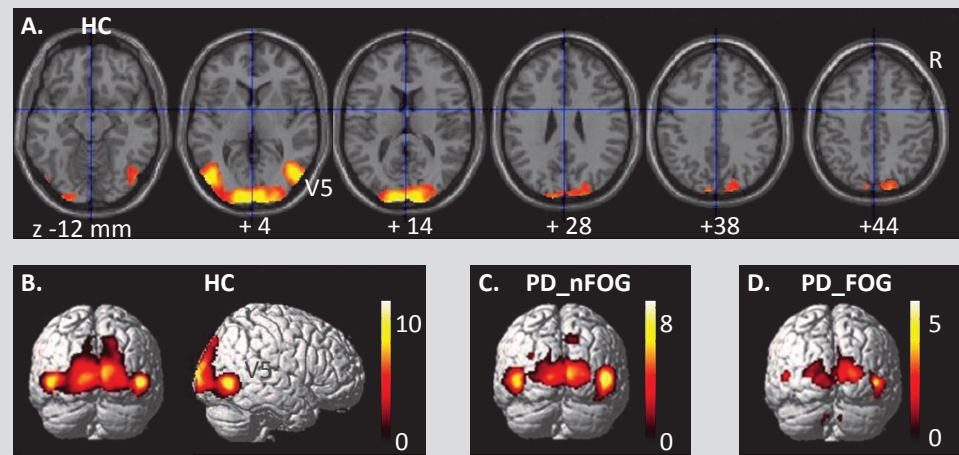 A. HC
R
V5
z -12 mm
+ 4
+ 14
+ 28
+38
+44
B. HC
V5
10
0
C. PD_nFOG
8
0
D. PD_FOG
5
0